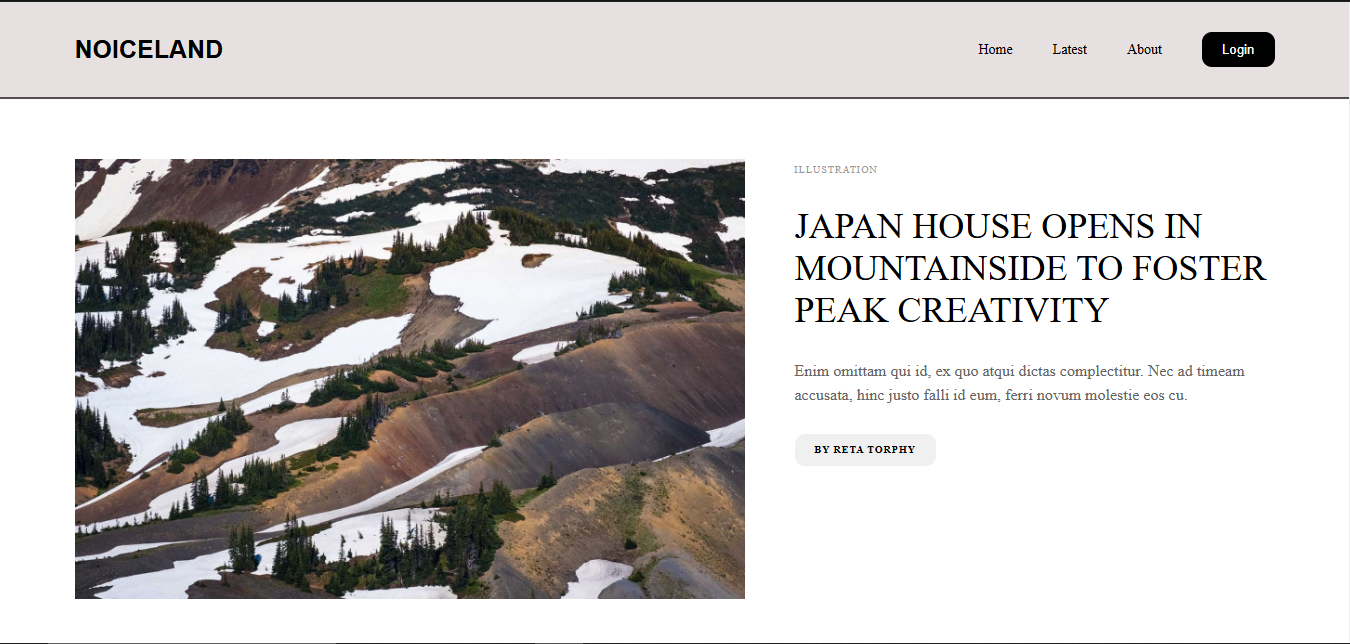 NOICELAND
Home
Latest
About
Login
ILLUSTRATION
JAPAN HOUSE OPENS IN
MOUNTAINSIDE TO FOSTER
PEAK CREATIVITY
Enim omittam qui id, ex quo atqui dictas complectitur. Nec ad timeam
accusata, hinc justo falli id eum, ferri novum molestie eos cu.
BY RETA TORPHY